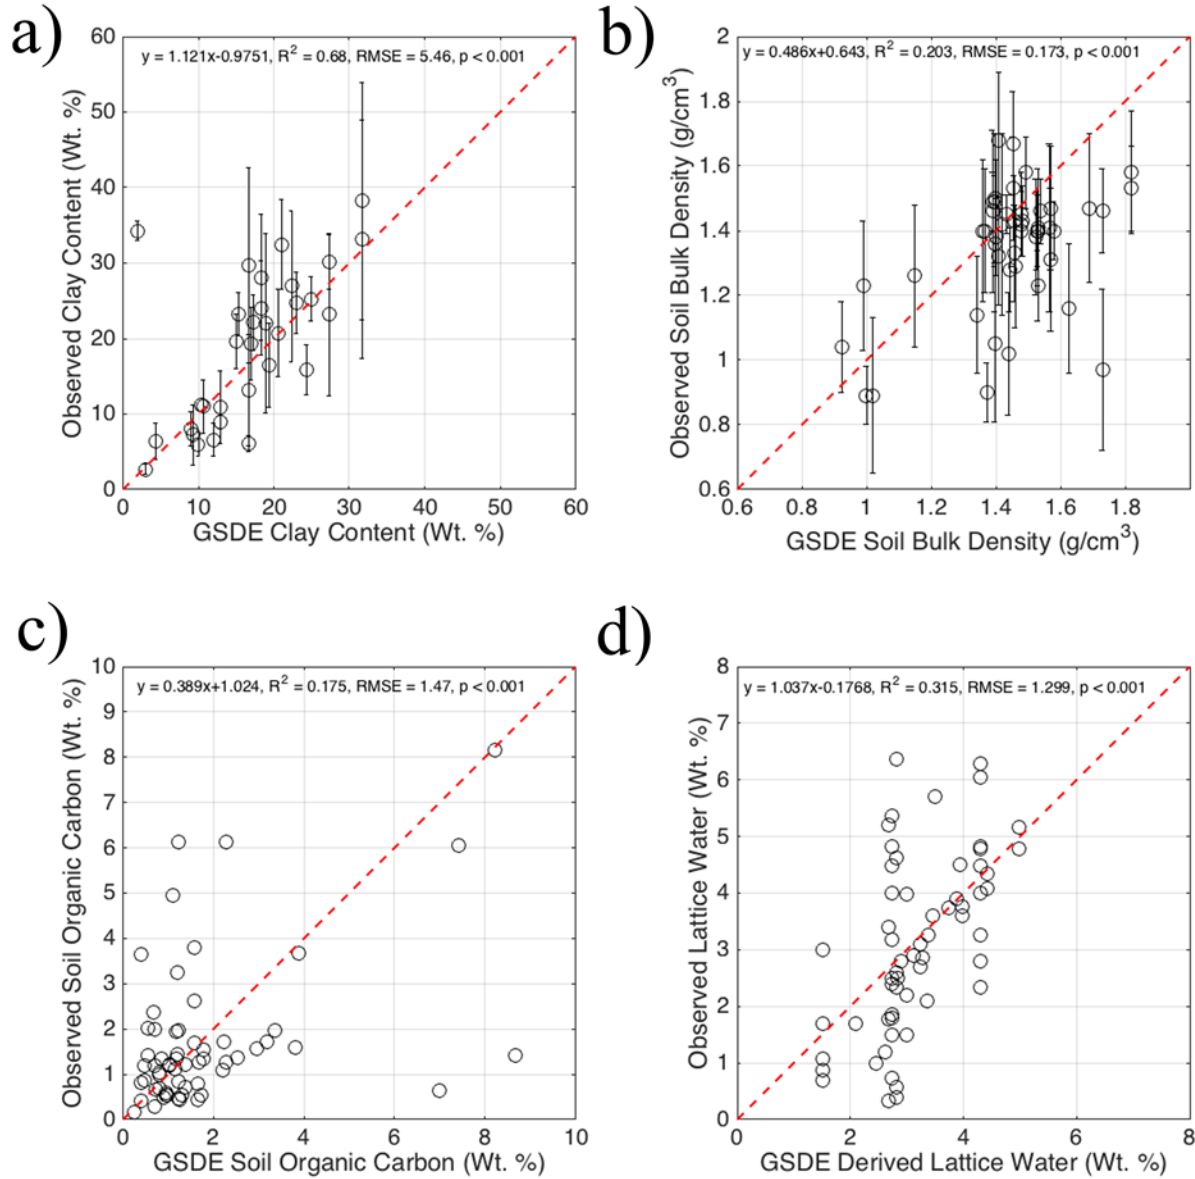 a)
y = 1.121x-0.9751, R² = 0.68, RMSE = 5.46, p < 0.001
Observed Clay Content (Wt. %)
60
50
40
30
20
10
0
0 10 20 30 40 50 60
GSDE Clay Content (Wt. %)
b)
y = 0.486x+0.643, R² = 0.203, RMSE = 0.173, p < 0.001
Observed Soil Bulk Density (g/cm³)
2
1.8
1.6
1.4
1.2
1
0.8
0.6
0.6 0.8 1 1.2 1.4 1.6 1.8
GSDE Soil Bulk Density (g/cm³)
c)
y = 0.389x+1.024, R² = 0.175, RMSE = 1.47, p < 0.001
Observed Soil Organic Carbon (Wt. %)
10
9
8
7
6
5
4
3
2
1
0
0 2 4 6 8 10
GSDE Soil Organic Carbon (Wt. %)
d)
y = 1.037x-0.1768, R² = 0.315, RMSE = 1.299, p < 0.001
Observed Lattice Water (Wt. %)
8
7
6
5
4
3
2
1
0
0 2 4 6 8
GSDE Derived Lattice Water (Wt. %)